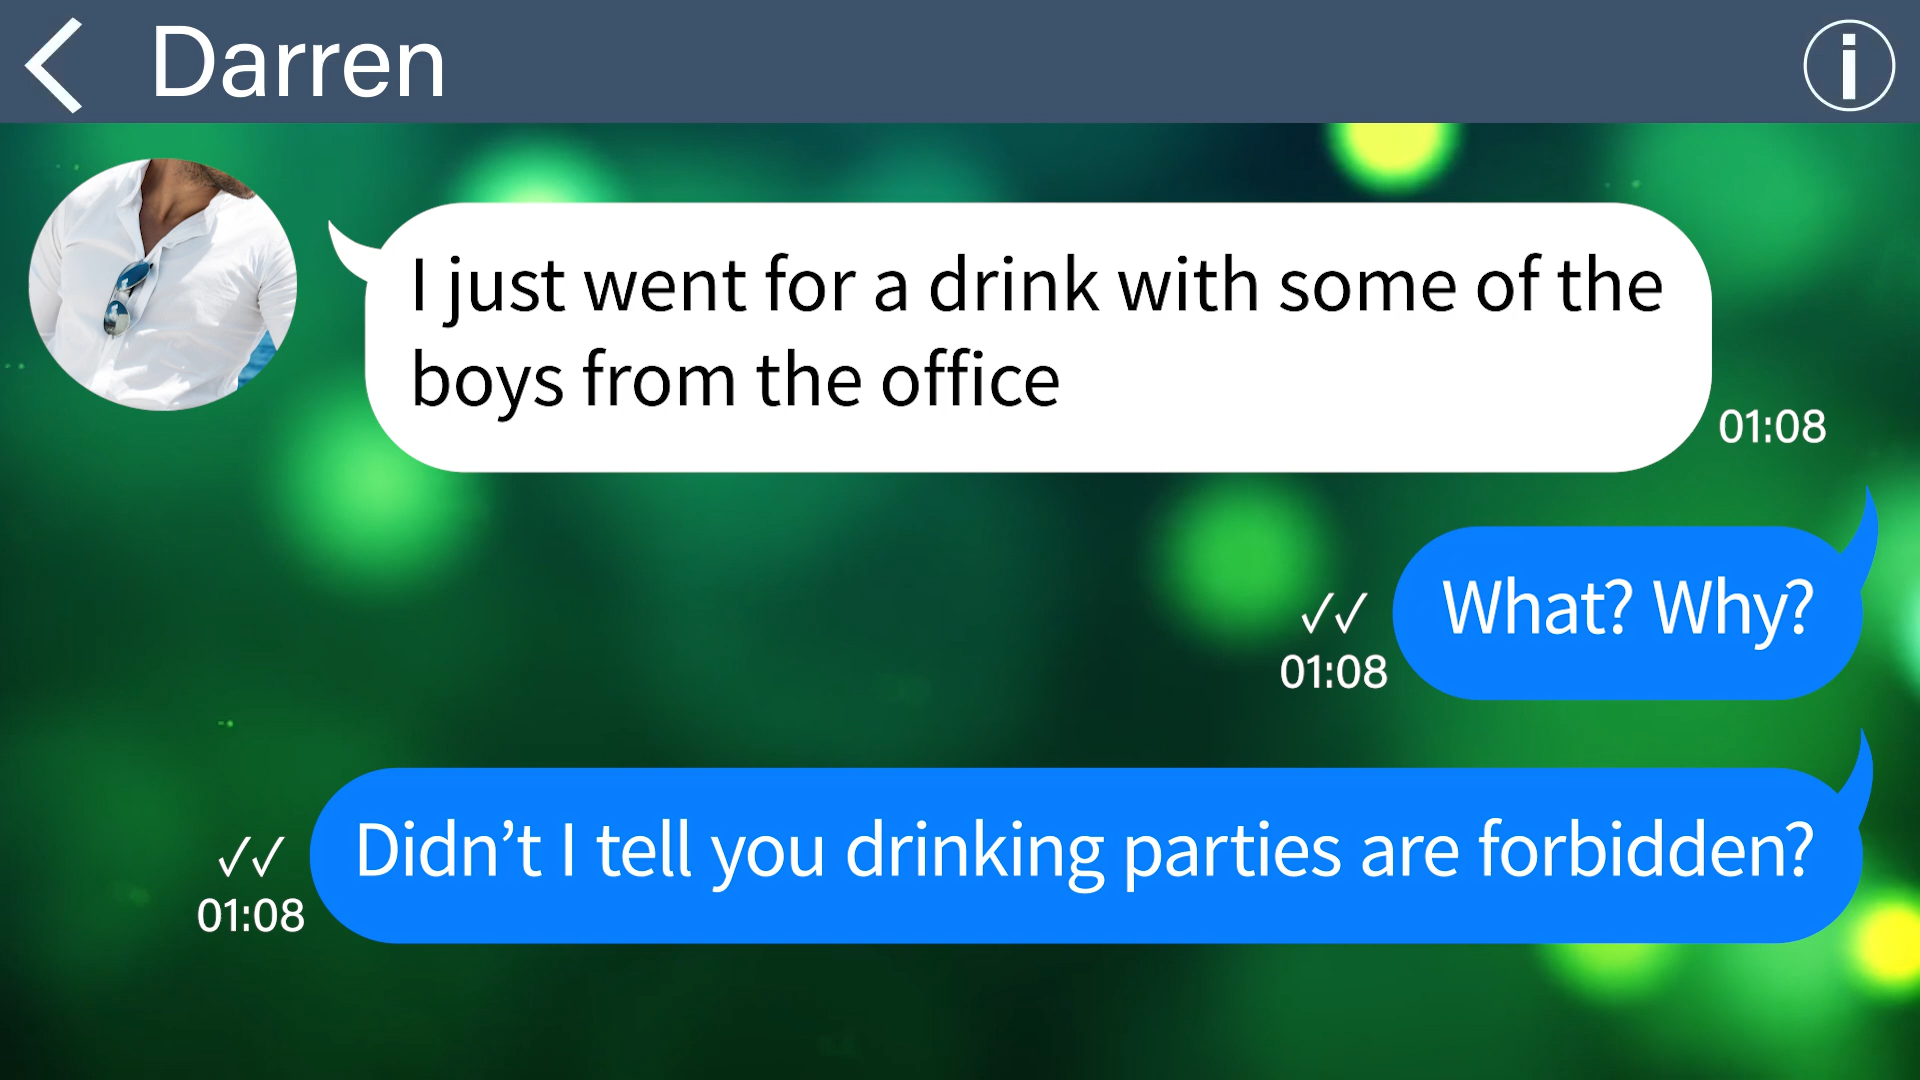 Darren
I just went for a drink with some of the
boys from the office
01:08
What? Why?
01:08
Didn’t I tell you drinking parties are forbidden?
01:08